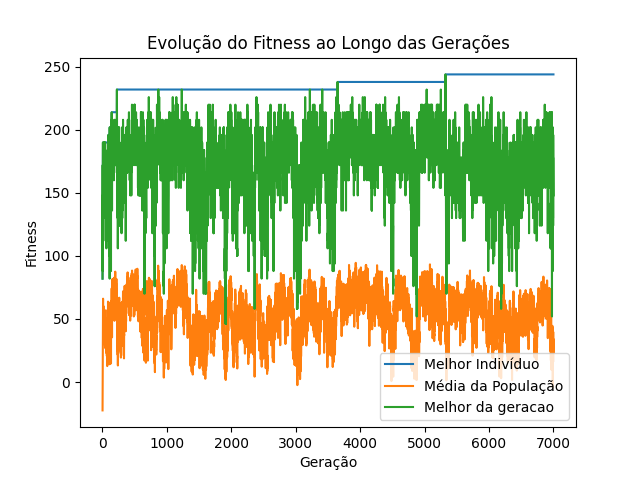 Evolução do Fitness ao Longo das Gerações
250
200
150
100
50
0
Fitness
0 1000 2000 3000 4000 5000 6000 7000
Geração
Melhor Indivíduo
Média da População
Melhor da geracao